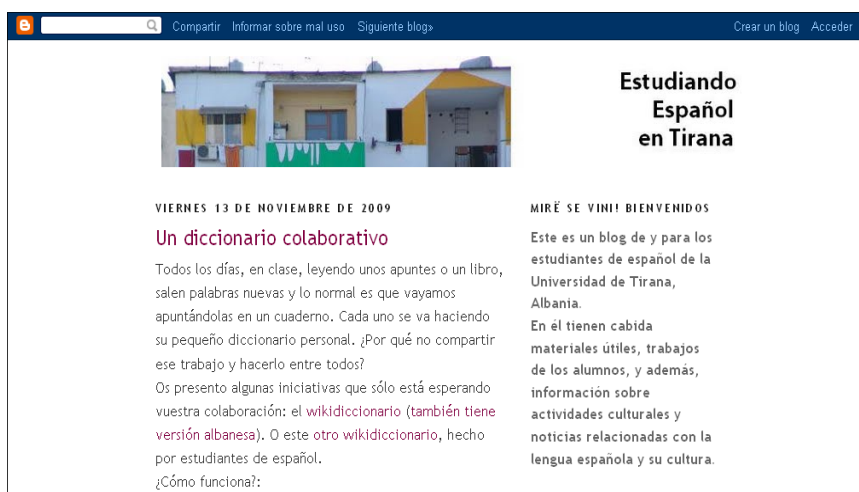 Compartir Informar sobre mal uso Siguiente blog» Crear un blog Acceder
Estudiando
Español
en Tirana
VIERNES 13 DE NOVIEMBRE DE 2009
Un diccionario colaborativo
Todos los días, en clase, leyendo unos apuntes o un libro,
salen palabras nuevas y lo normal es que vayamos
apuntándolas en un cuaderno. Cada uno se va haciendo
su pequeño diccionario personal. ¿Por qué no compartir
ese trabajo y hacerlo entre todos?
Os presento algunas iniciativas que sólo está esperando
vuestra colaboración: el wikidiccionario (también tiene
versión albanesa). O este otro wikidiccionario, hecho
por estudiantes de español.
¿Cómo funciona?:
MIRË SE VINI! BIENVENIDOS
Este es un blog de y para los
estudiantes de español de la
Universidad de Tirana,
Albania.
En él tienen cabida
materiales útiles, trabajos
de los alumnos, y además,
información sobre
actividades culturales y
noticias relacionadas con la
lengua española y su cultura.